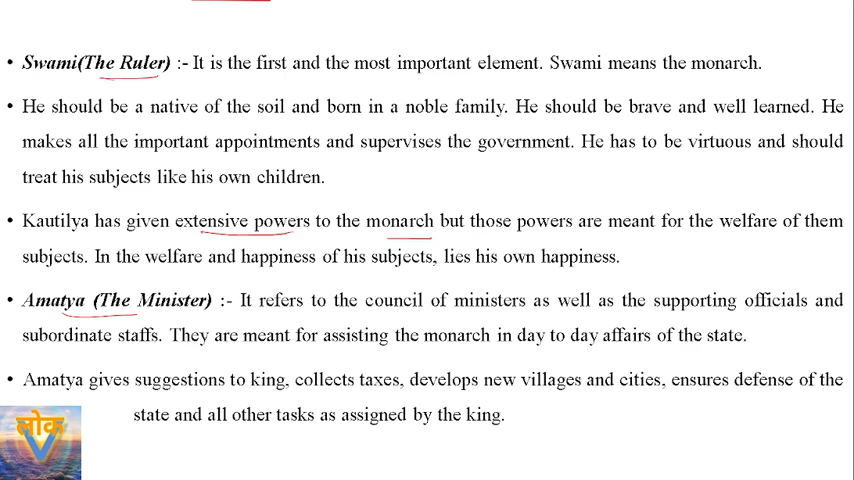 • Swami(The Ruler) :- It is the first and the most important element. Swami means the monarch.
• He should be a native of the soil and born in a noble family. He should be brave and well learned. He
makes all the important appointments and supervises the government. He has to be virtuous and should
treat his subjects like his own children.
• Kautilya has given extensive powers to the monarch but those powers are meant for the welfare of them
subjects. In the welfare and happiness of his subjects, lies his own happiness.
• Amatya (The Minister) :- It refers to the council of ministers as well as the supporting officials and
subordinate staffs. They are meant for assisting the monarch in day to day affairs of the state.
• Amatya gives suggestions to king, collects taxes, develops new villages and cities, ensures defense of the
state and all other tasks as assigned by the king.
लोक